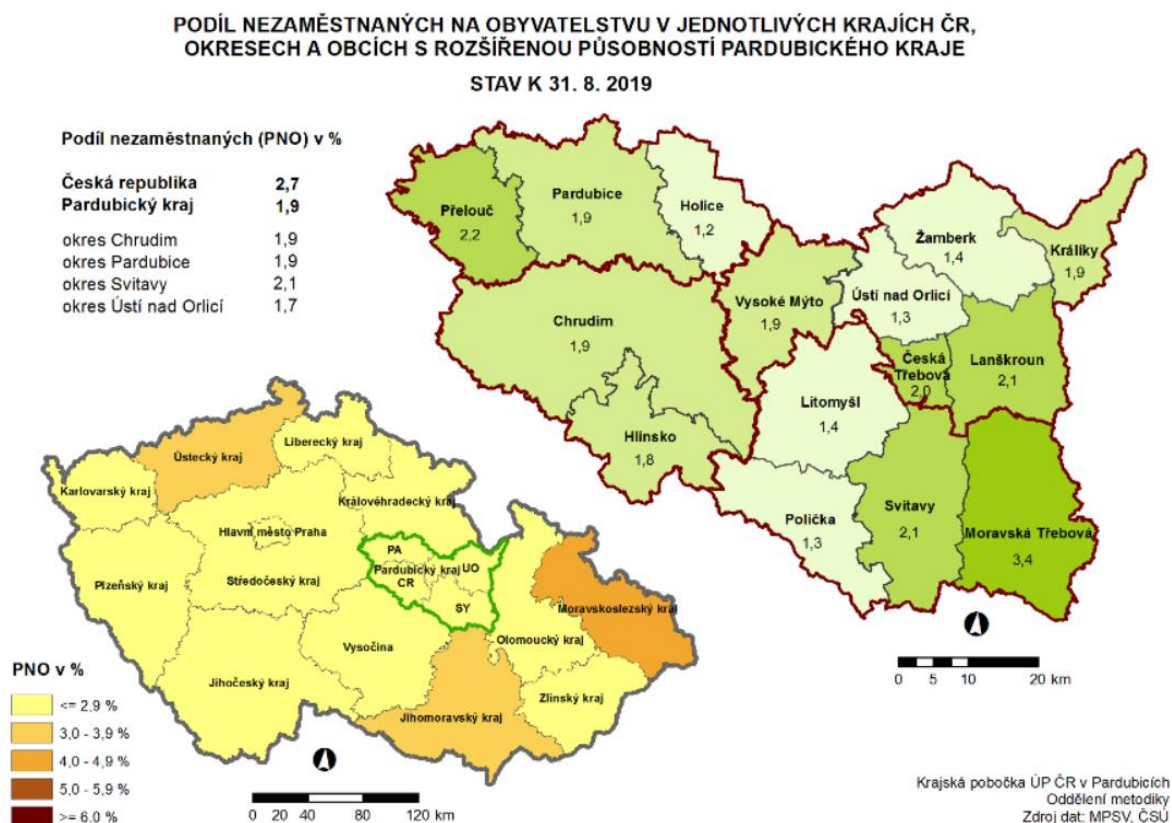 PODÍL NEZAMĚSTNANÝCH NA OBYVATELSTVU V JEDNOTLIVÝCH KRAJÍCH ČR,
OKRESECH A OBCÍCH S ROZŠÍŘENOU PŮSOBNOSTÍ PARDUBICKÉHO KRAJE
STAV K 31. 8. 2019
Podíl nezaměstnaných (PNO) v %
Česká republika 2,7
Pardubický kraj 1,9
okres Chrudim 1,9
okres Pardubice 1,9
okres Svitavy 2,1
okres Ústí nad Orlicí 1,7
Přelouč
2,2
Pardubice
1,9
Holice
1,2
Žamberk
1,4
Králíky
1,9
Vysoké Mýto
1,9
Ústí nad Orlicí
1,3
Chrudim
1,9
Česká
Třebová
2,0
Lanškroun
2,1
Litomyšl
1,4
Hlinsko
1,8
Polička
1,3
Svitavy
2,1
Moravská Třebová
3,4
0 5 10 20 km
Ústecký kraj
Liberecký kraj
Karlovarský kraj
Královéhradecký kraj
Hlavní město Praha
PA
Pardubický kraj
UO
CR
SY
Plzeňský kraj
Středočeský kraj
Moravskoslezský kraj
Vysočina
Olomoucký kraj
Jihočeský kraj
Zlínský kraj
Jihomoravský kraj
PNO v %
<= 2,9 %
3,0 - 3,9 %
4,0 - 4,9 %
5,0 - 5,9 %
>= 6,0 %
0 20 40 80 120 km
Krajská pobočka ÚP ČR v Pardubicích
Oddělení metodiky
Zdroj dat: MPSV, ČSÚ